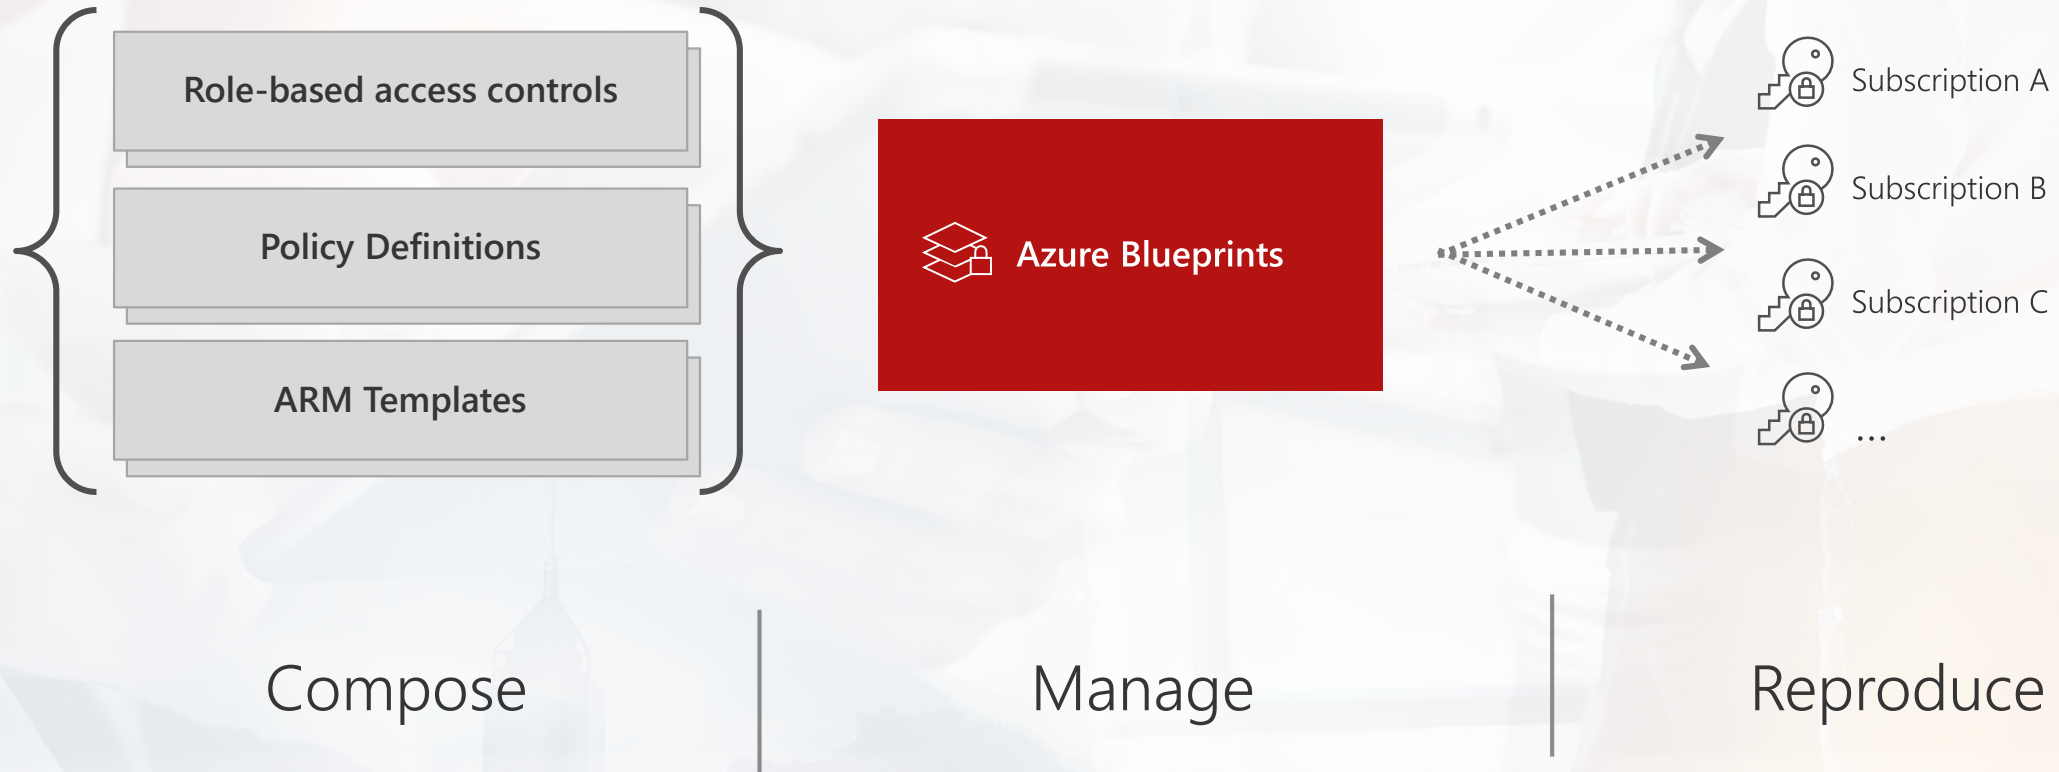 Role-based access controls
Policy Definitions
ARM Templates
Azure Blueprints
Subscription A
Subscription B
Subscription C
...
Compose
Manage
Reproduce